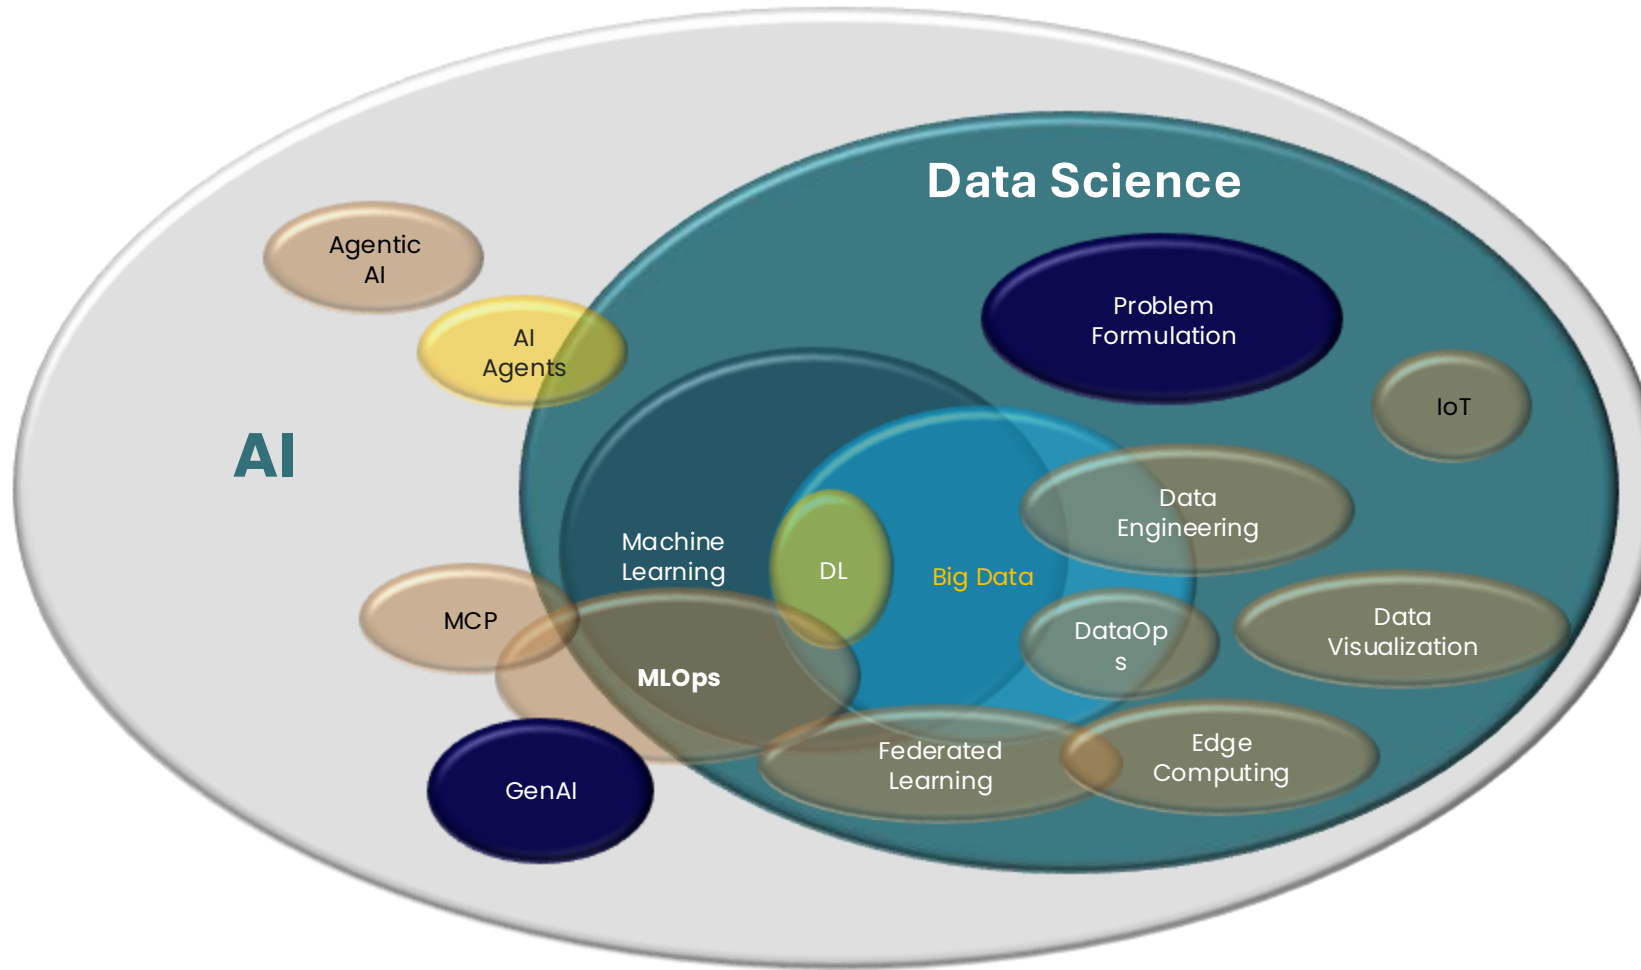 Data Science
Agentic
AI
Problem
Formulation
AI
Agents
IoT
AI
Data
Engineering
Machine
Learning
DL
Big Data
MCP
DataOp
s
Data
Visualization
MLOps
Federated
Learning
Edge
Computing
GenAI